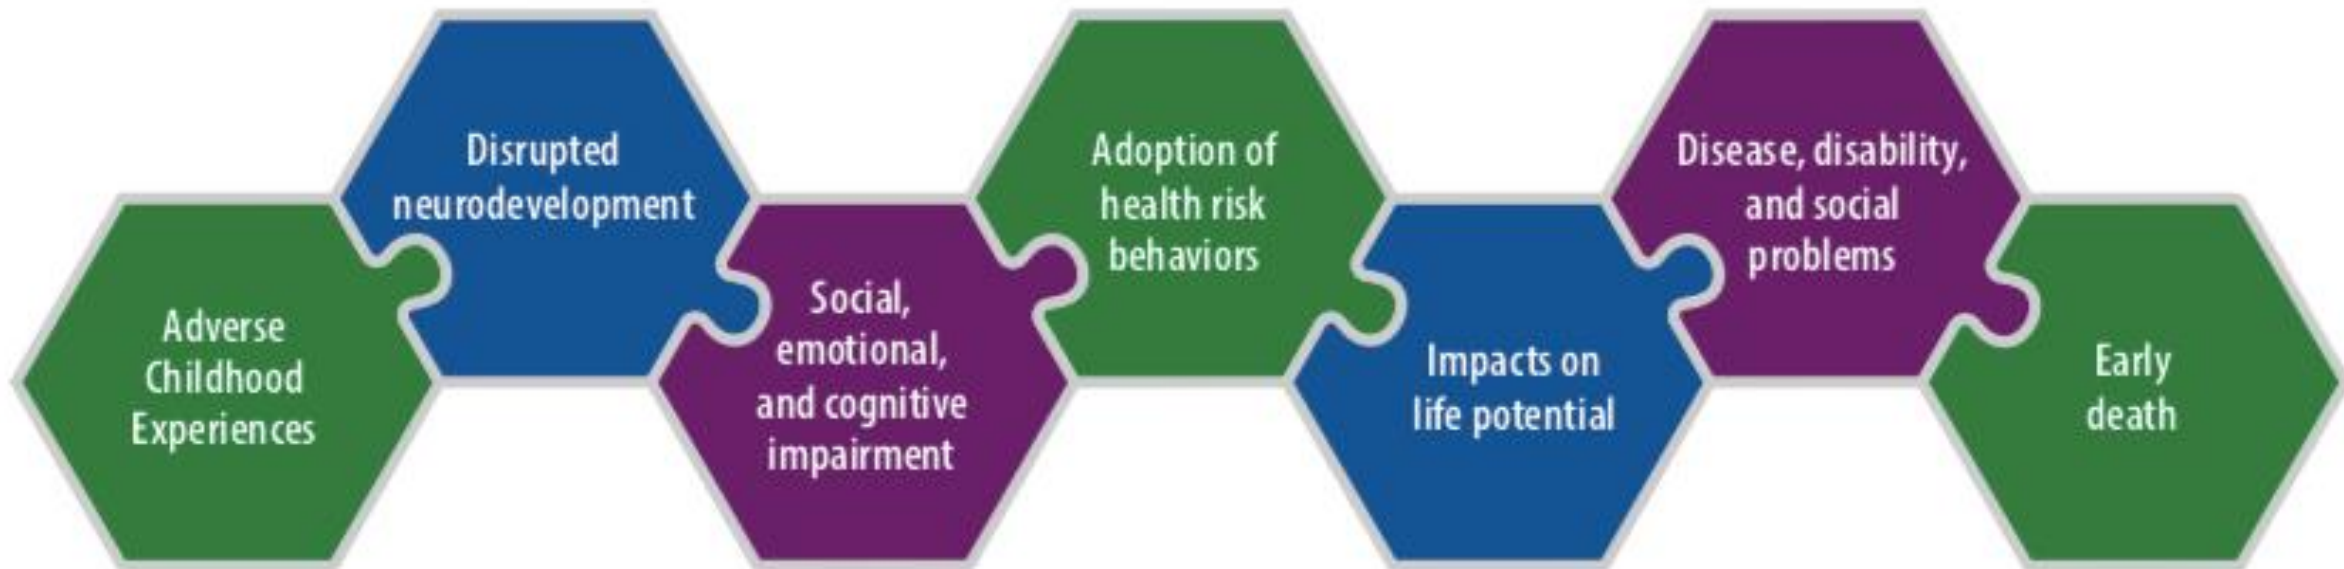 Adverse
Childhood
Experiences
Disrupted
neurodevelopment
Social,
emotional,
and cognitive
impairment
Adoption of
health risk
behaviors
Impacts on
life potential
Disease, disability,
and social
problems
Early
death